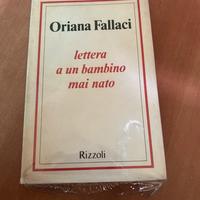 Oriana Fallaci
lettera
a un bambino
mai nato
Rizzoli